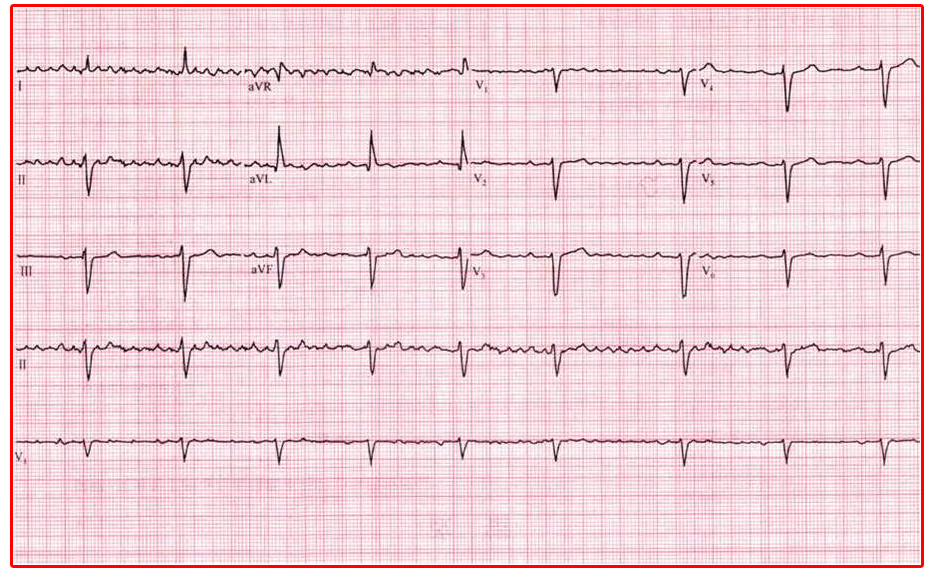 I aVR V₁ V₄
II aVL V₂ V₅
III aVF V₃ V₆
II
V₁